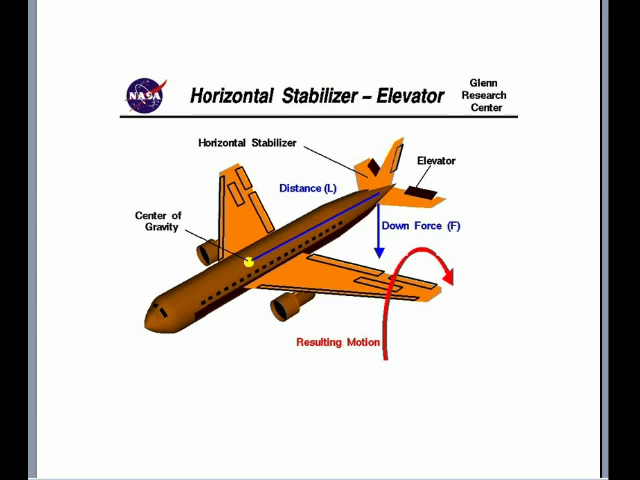 NASA
Horizontal Stabilizer – Elevator
Glenn
Research
Center
Horizontal Stabilizer
Elevator
Distance (L)
Center of
Gravity
Down Force (F)
Resulting Motion